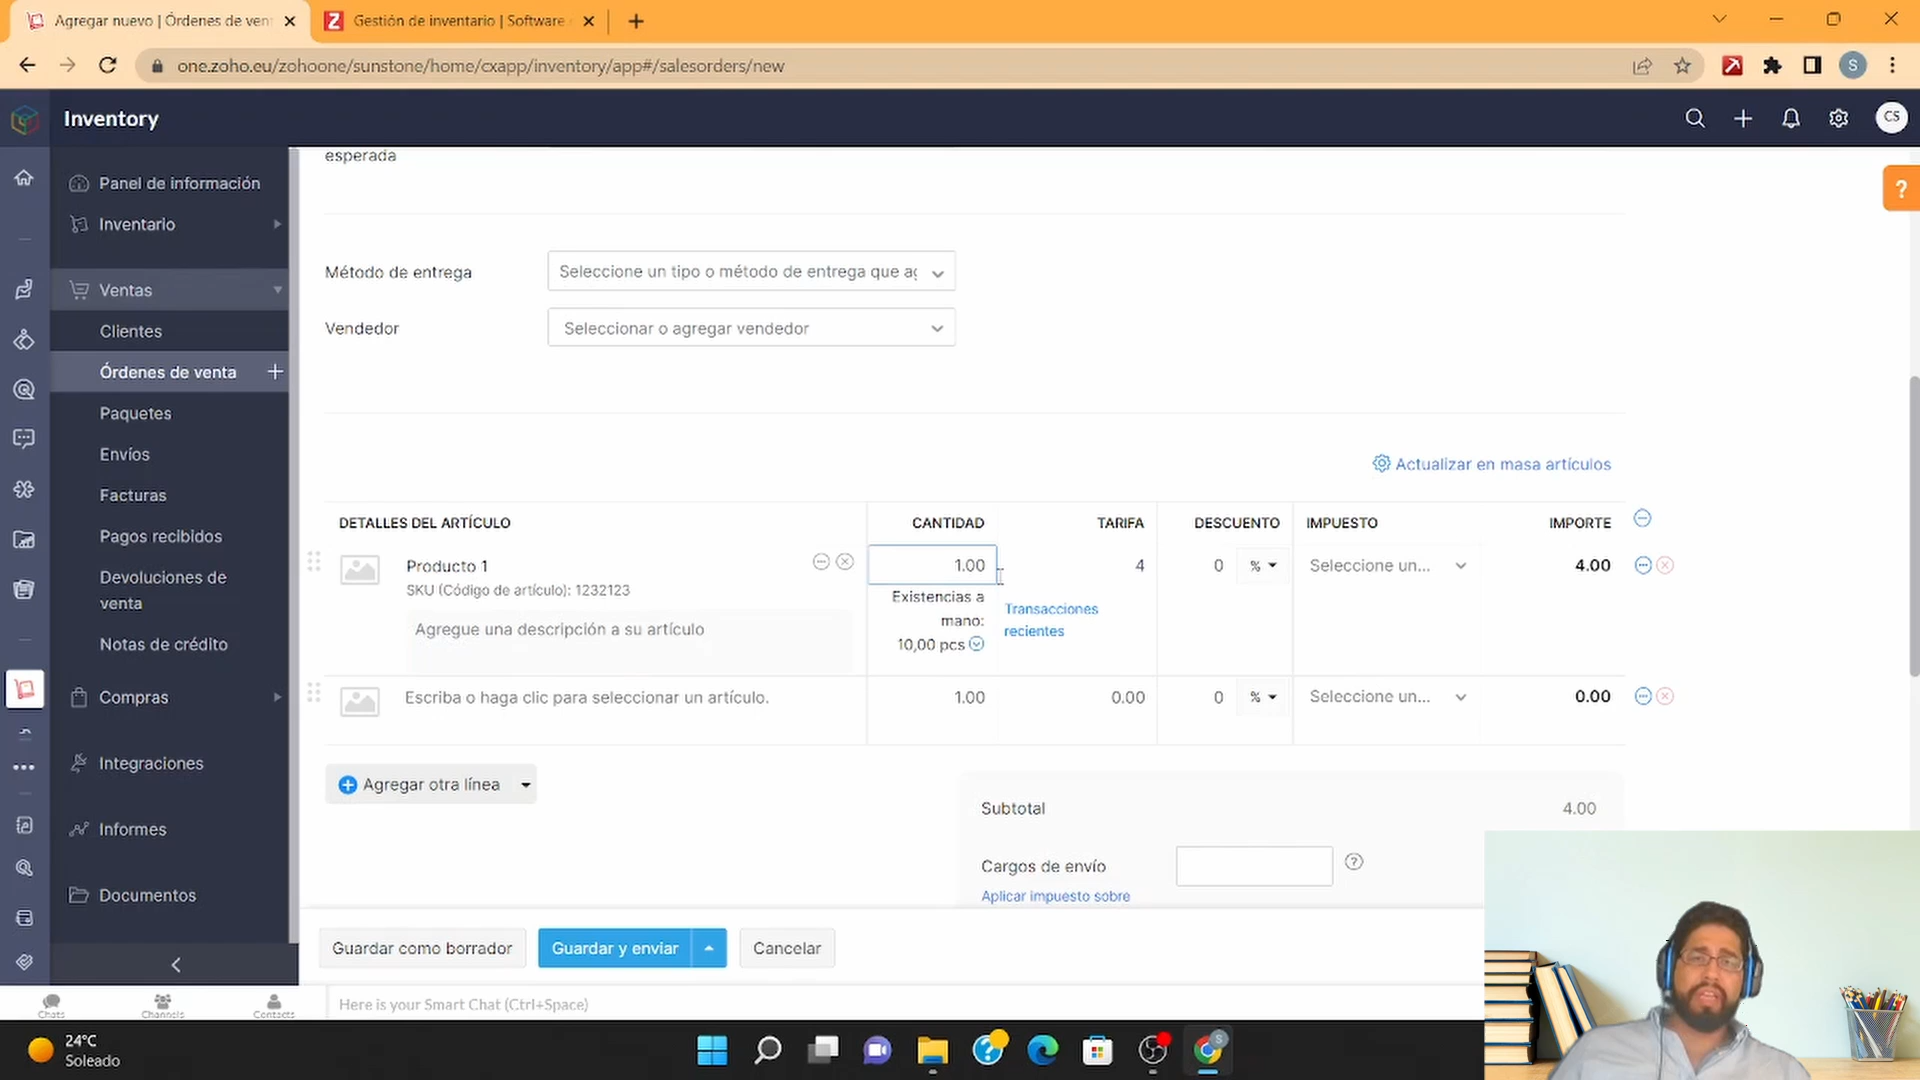 Agregar nuevo | Órdenes de ven
Gestión de inventario | Software
one.zoho.eu/zohoone/sunstone/home/cxapp/inventory/app#/salesorders/new
S
Inventory
CS
Panel de información
Inventario
Ventas
Clientes
Órdenes de venta
Paquetes
Envíos
Facturas
Pagos recibidos
Devoluciones de
venta
Notas de crédito
Compras
Integraciones
Informes
Documentos
esperada
?
Método de entrega
Seleccione un tipo o método de entrega que ag
Vendedor
Seleccionar o agregar vendedor
Actualizar en masa artículos
DETALLES DEL ARTÍCULO CANTIDAD TARIFA DESCUENTO IMPUESTO IMPORTE
Producto 1 1.00 4 0 % Seleccione un... 4.00
SKU (Código de artículo): 1232123
Agregue una descripción a su artículo
Existencias a
mano:
10,00 pcs
Transacciones
recientes
Escriba o haga clic para seleccionar un artículo. 1.00 0.00 0 % Seleccione un... 0.00
Agregar otra línea
Subtotal 4.00
Cargos de envío
Aplicar impuesto sobre
Guardar como borrador
Guardar y enviar
Cancelar
Chats
Channels
Contacts
Here is your Smart Chat (Ctrl+Space)
24°C
Soleado